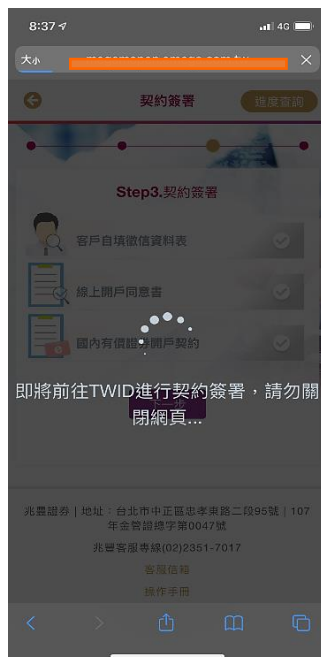 8:37
4G
大小
契約簽署
進度查詢
Step3.契約簽署
客戶自填徵信資料表
線上開戶同意書
國內有價證券開戶契約
即將前往TWID進行契約簽署，請勿關
閉網頁...
下一步
兆豐證券 | 地址：台北市中正區忠孝東路二段95號 | 107
年金管證總字第0047號
兆豐客服專線(02)2351-7017
客服信箱
操作手冊